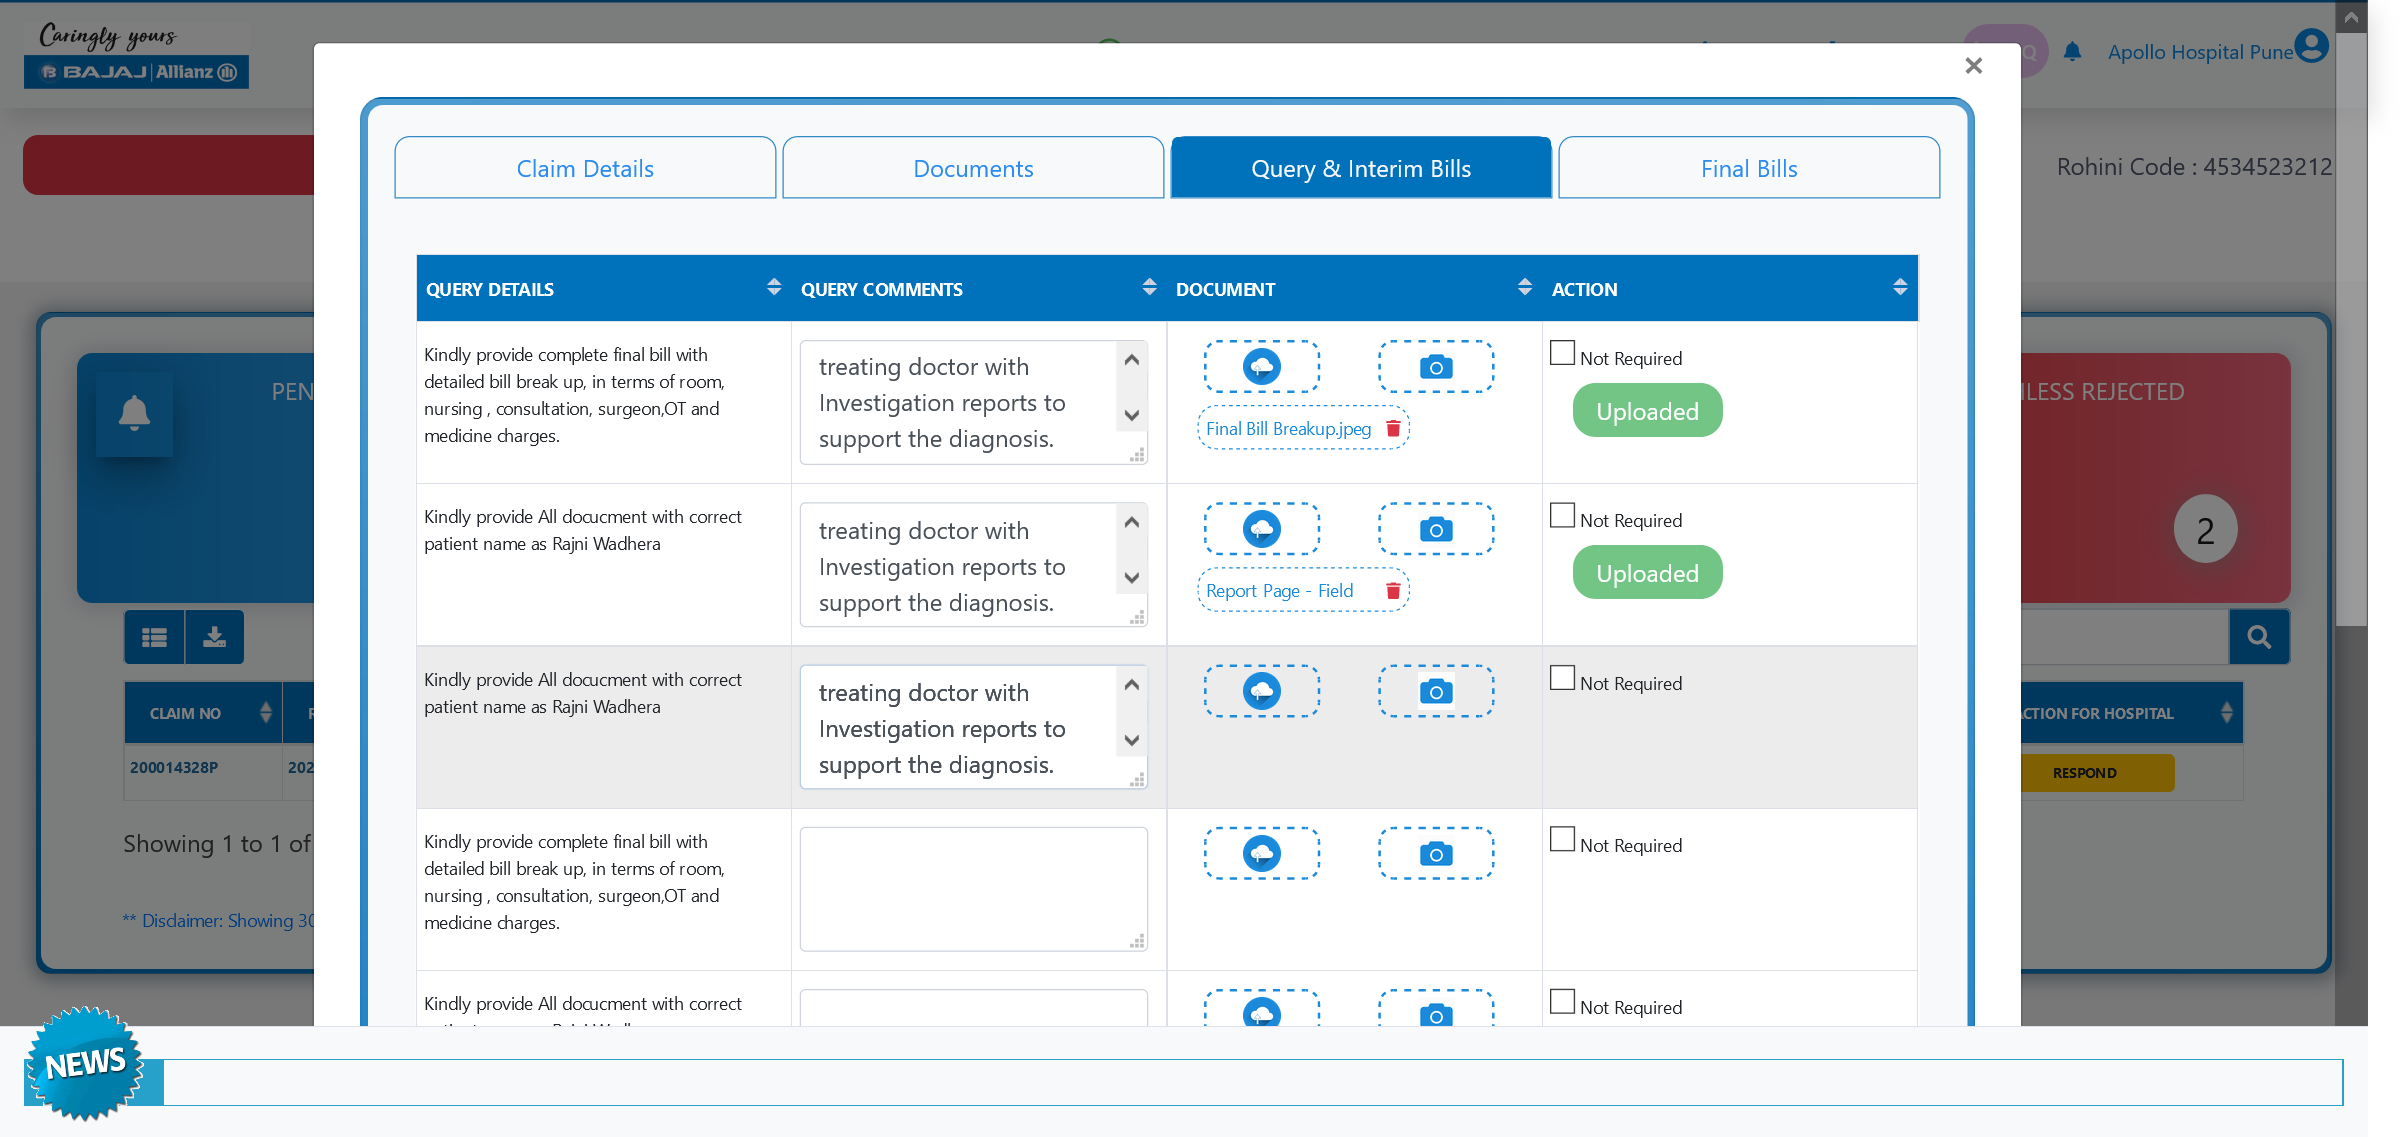 Caringly yours
BAJAJ | Allianz
Q
Apollo Hospital Pune
Claim Details
Documents
Query & Interim Bills
Final Bills
Rohini Code : 4534523212
QUERY DETAILS
QUERY COMMENTS
DOCUMENT
ACTION
Kindly provide complete final bill with
detailed bill break up, in terms of room,
nursing , consultation, surgeon,OT and
medicine charges.
treating doctor with
Investigation reports to
support the diagnosis.
Final Bill Breakup.jpeg
Not Required
Uploaded
Kindly provide All docucment with correct
patient name as Rajni Wadhera
treating doctor with
Investigation reports to
support the diagnosis.
Report Page - Field
Not Required
Uploaded
Kindly provide All docucment with correct
patient name as Rajni Wadhera
treating doctor with
Investigation reports to
support the diagnosis.
Not Required
Kindly provide complete final bill with
detailed bill break up, in terms of room,
nursing , consultation, surgeon,OT and
medicine charges.
Not Required
Kindly provide All docucment with correct
Not Required
PEN
LESS REJECTED
2
CLAIM NO
ACTION FOR HOSPITAL
200014328P
202
RESPOND
Showing 1 to 1 of
** Disclaimer: Showing 30
NEWS